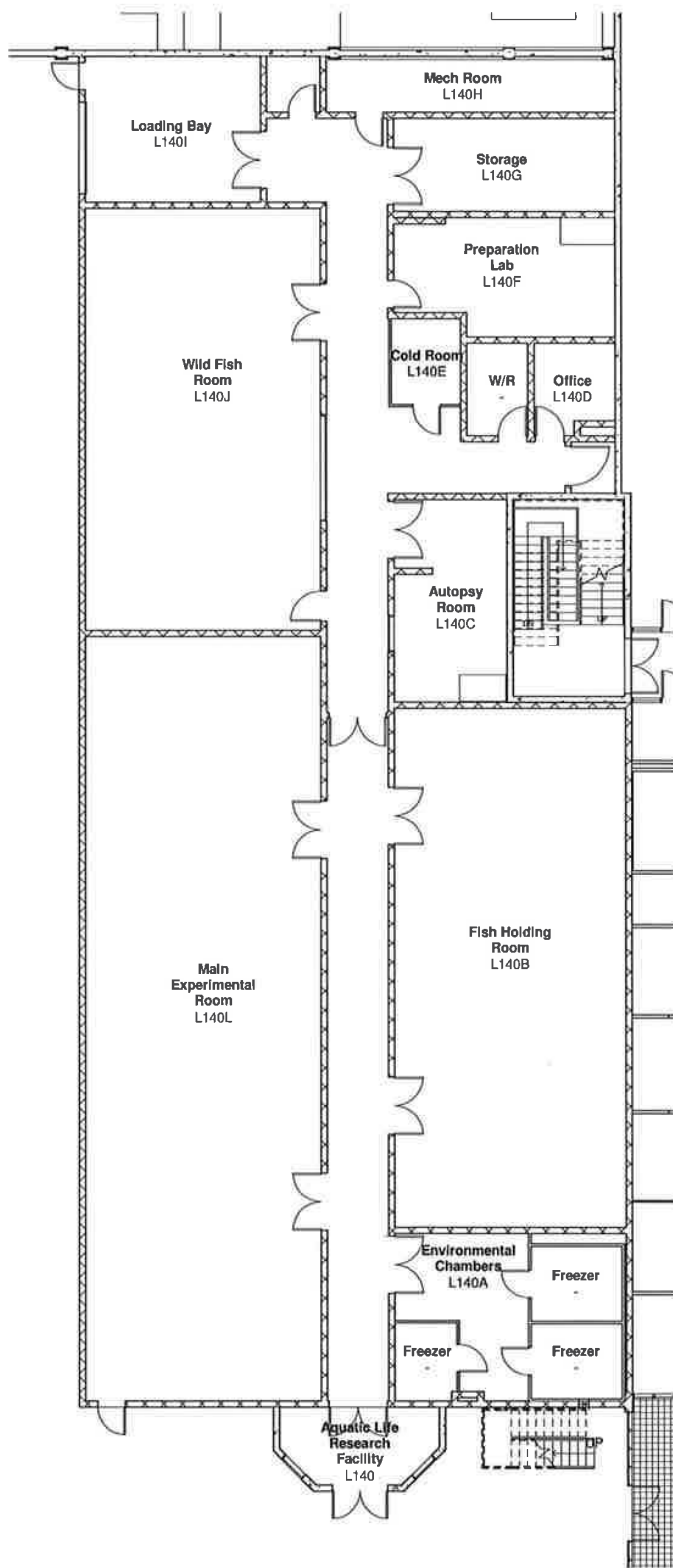 Mech Room
L140H
Loading Bay
L140I
Storage
L140G
Preparation
Lab
L140F
Cold Room
L140E
W/R
-
Office
L140D
Wild Fish
Room
L140J
Autopsy
Room
L140C
Fish Holding
Room
L140B
Main
Experimental
Room
L140L
Environmental
Chambers
L140A
Freezer
-
Freezer
-
Freezer
-
Aquatic Life
Research
Facility
L140